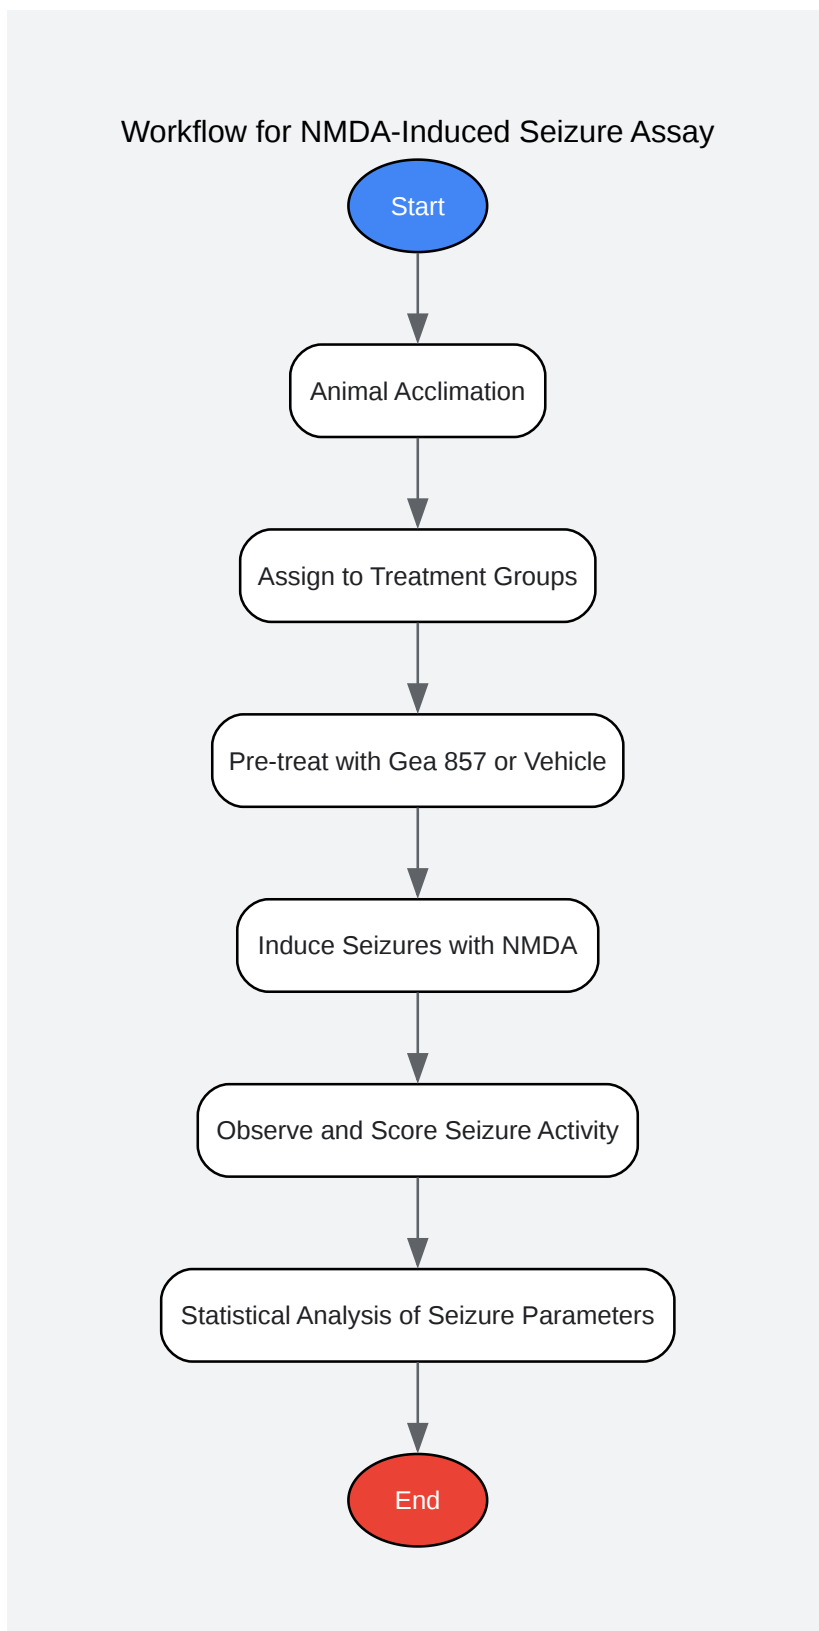 Workflow for NMDA-Induced Seizure Assay
Start
Animal Acclimation
Assign to Treatment Groups
Pre-treat with Gea 857 or Vehicle
Induce Seizures with NMDA
Observe and Score Seizure Activity
Statistical Analysis of Seizure Parameters
End